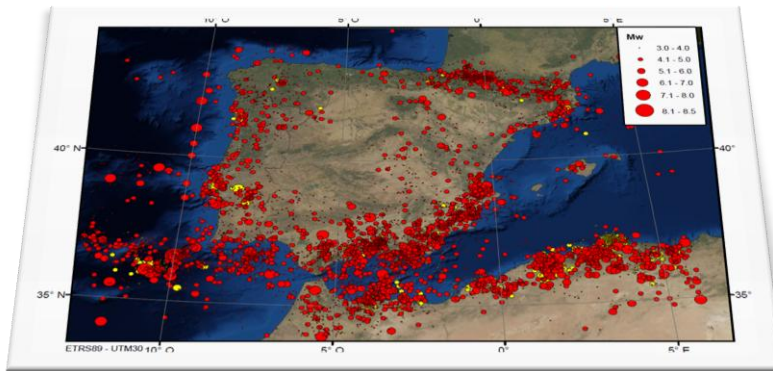 10° O
5° O
0°
5° E
Mw
3.0 - 4.0
4.1 - 5.0
5.1 - 6.0
6.1 - 7.0
7.1 - 8.0
8.1 - 8.5
40° N
40° N
35° N
35° N
ETRS89 - UTM30
10° O
5° O
0°
5° E